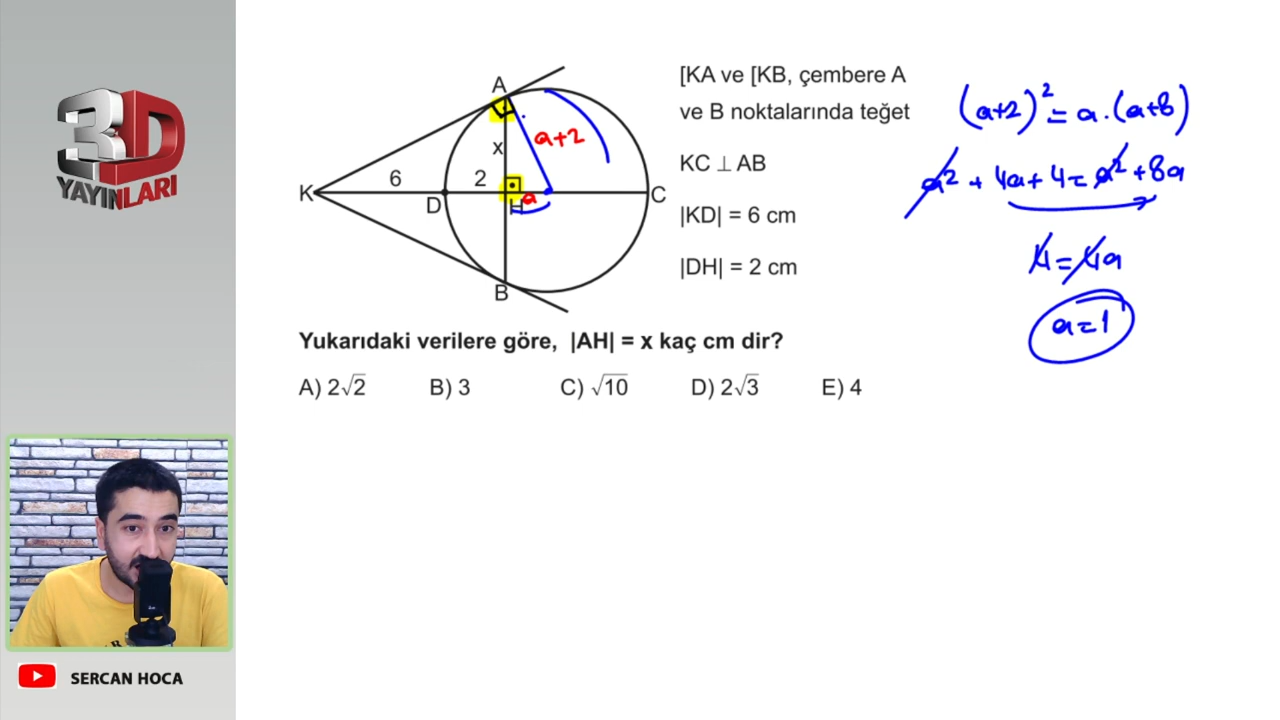 3D
YAYINLARI
[KA ve [KB, çembere A
ve B noktalarında teğet
KC ⊥ AB
|KD| = 6 cm
|DH| = 2 cm
A
x
a+2
K
6
2
D
H
a
C
B
(a+2)² = a.(a+8)
a² + 4a + 4 = a² + 8a
4 = 4a
a = 1
Yukarıdaki verilere göre, |AH| = x kaç cm dir?
A) 2√2 B) 3 C) √10 D) 2√3 E) 4
SERCAN HOCA